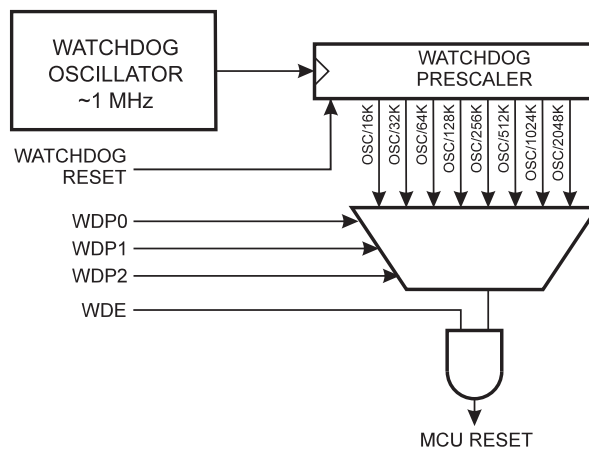 WATCHDOG
OSCILLATOR
~1 MHz
WATCHDOG
PRESCALER
WATCHDOG
RESET
OSC/16K
OSC/32K
OSC/64K
OSC/128K
OSC/256K
OSC/512K
OSC/1024K
OSC/2048K
WDP0
WDP1
WDP2
WDE
MCU RESET